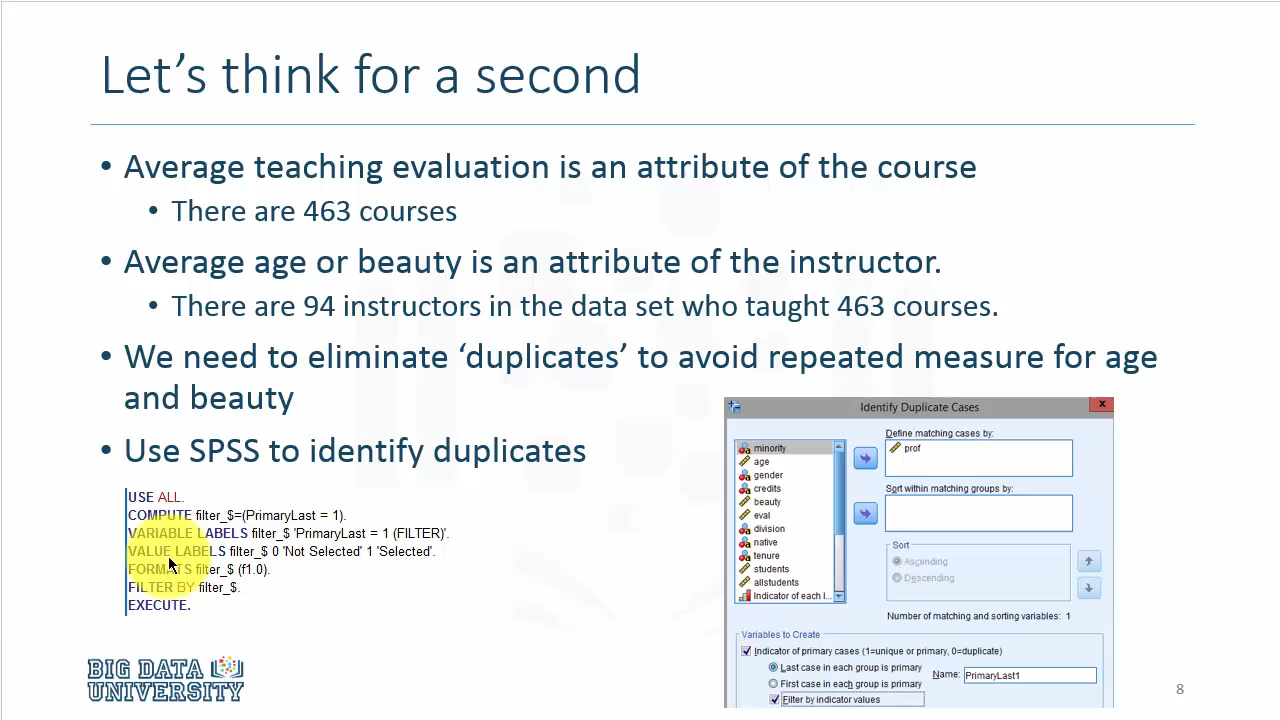 Let's think for a second
• Average teaching evaluation is an attribute of the course
• There are 463 courses
• Average age or beauty is an attribute of the instructor.
• There are 94 instructors in the data set who taught 463 courses.
• We need to eliminate ‘duplicates’ to avoid repeated measure for age
and beauty
• Use SPSS to identify duplicates
USE ALL.
COMPUTE filter_$=(PrimaryLast = 1).
VARIABLE LABELS filter_$ 'PrimaryLast = 1 (FILTER)'.
VALUE LABELS filter_$ 0 'Not Selected' 1 'Selected'.
FORMATS filter_$ (f1.0).
FILTER BY filter_$.
EXECUTE.
Identify Duplicate Cases
minority
age
gender
credits
beauty
eval
division
native
tenure
students
allstudents
Indicator of each l...
Define matching cases by:
prof
Sort within matching groups by:
Sort
Ascending
Descending
Number of matching and sorting variables: 1
Variables to Create
Indicator of primary cases (1=unique or primary, 0=duplicate)
Last case in each group is primary
First case in each group is primary
Filter by indicator values
Name: PrimaryLast1
BIG DATA
UNIVERSITY
8